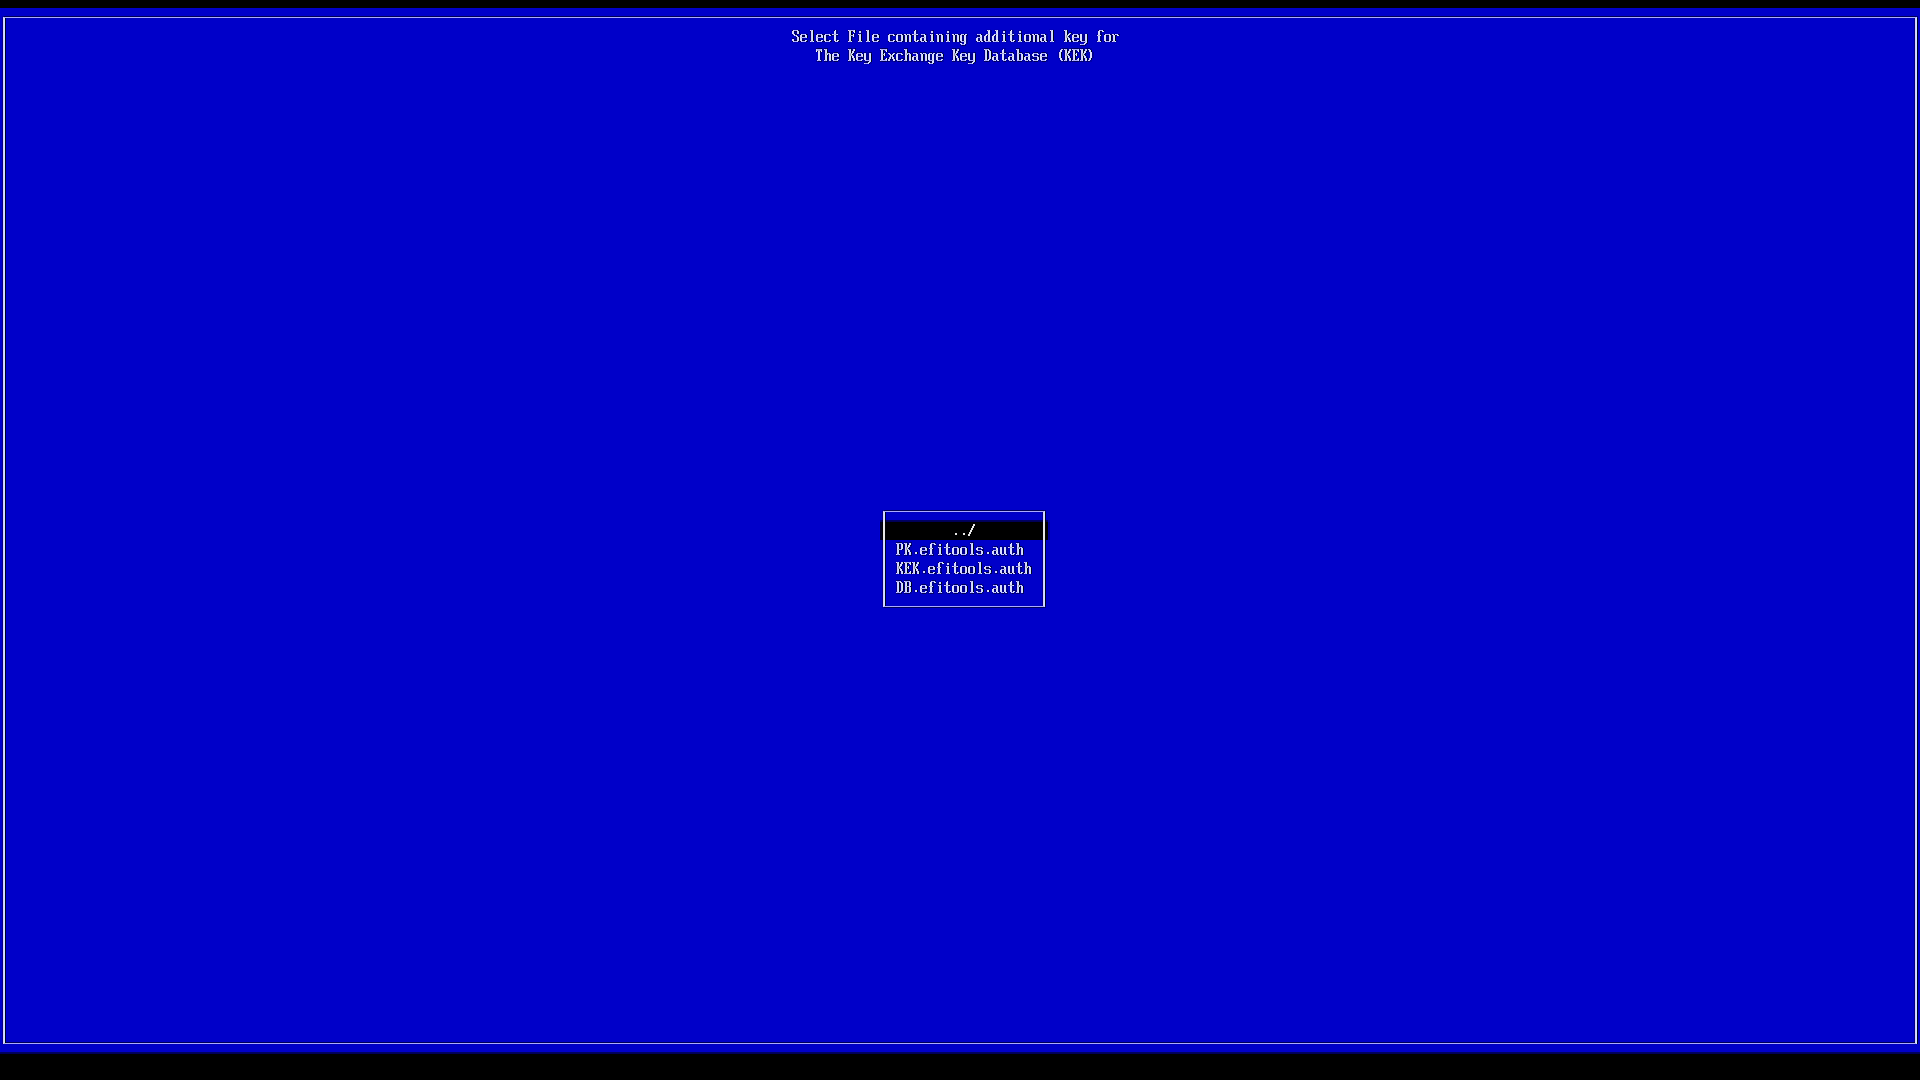 Select File containing additional key for
The Key Exchange Key Database (KEK)
../
PK.efitools.auth
KEK.efitools.auth
DB.efitools.auth